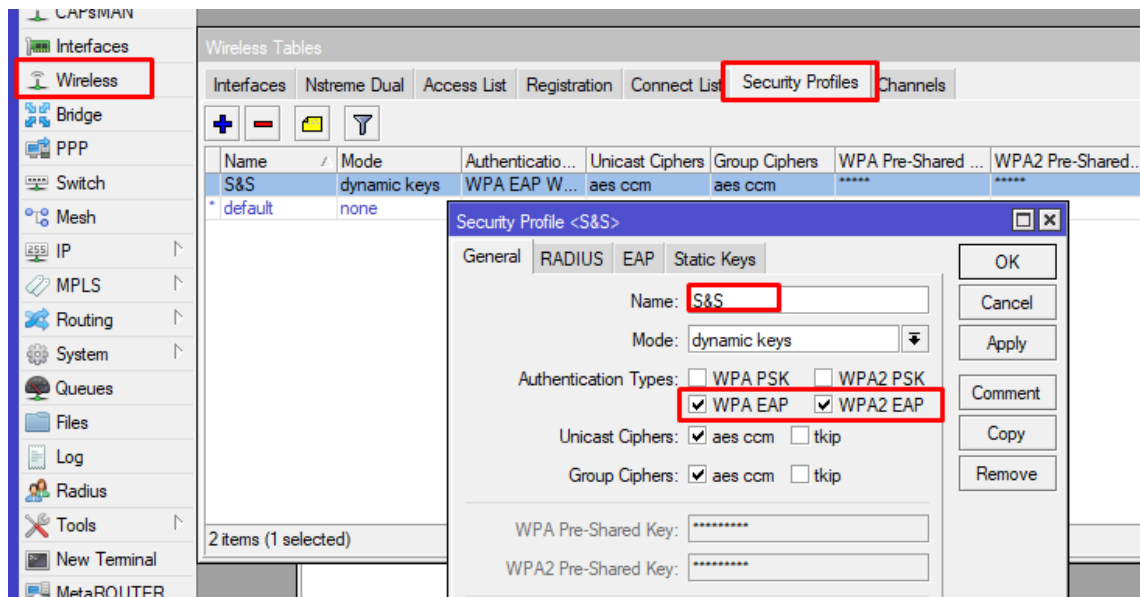 CAPsMAN
Interfaces
Wireless
Bridge
PPP
Switch
Mesh
IP
MPLS
Routing
System
Queues
Files
Log
Radius
Tools
New Terminal
MetaROUTER
Wireless Tables
Interfaces Nstreme Dual Access List Registration Connect List Security Profiles Channels
Name / Mode Authenticatio... Unicast Ciphers Group Ciphers WPA Pre-Shared ... WPA2 Pre-Shared...
S&S dynamic keys WPA EAP W... aes ccm aes ccm ***** *****
* default none
2 items (1 selected)
Security Profile <S&S>
General RADIUS EAP Static Keys
Name: S&S
Mode: dynamic keys
Authentication Types: WPA PSK WPA2 PSK
WPA EAP WPA2 EAP
Unicast Ciphers: aes ccm tkip
Group Ciphers: aes ccm tkip
WPA Pre-Shared Key: *********
WPA2 Pre-Shared Key: *********
OK
Cancel
Apply
Comment
Copy
Remove